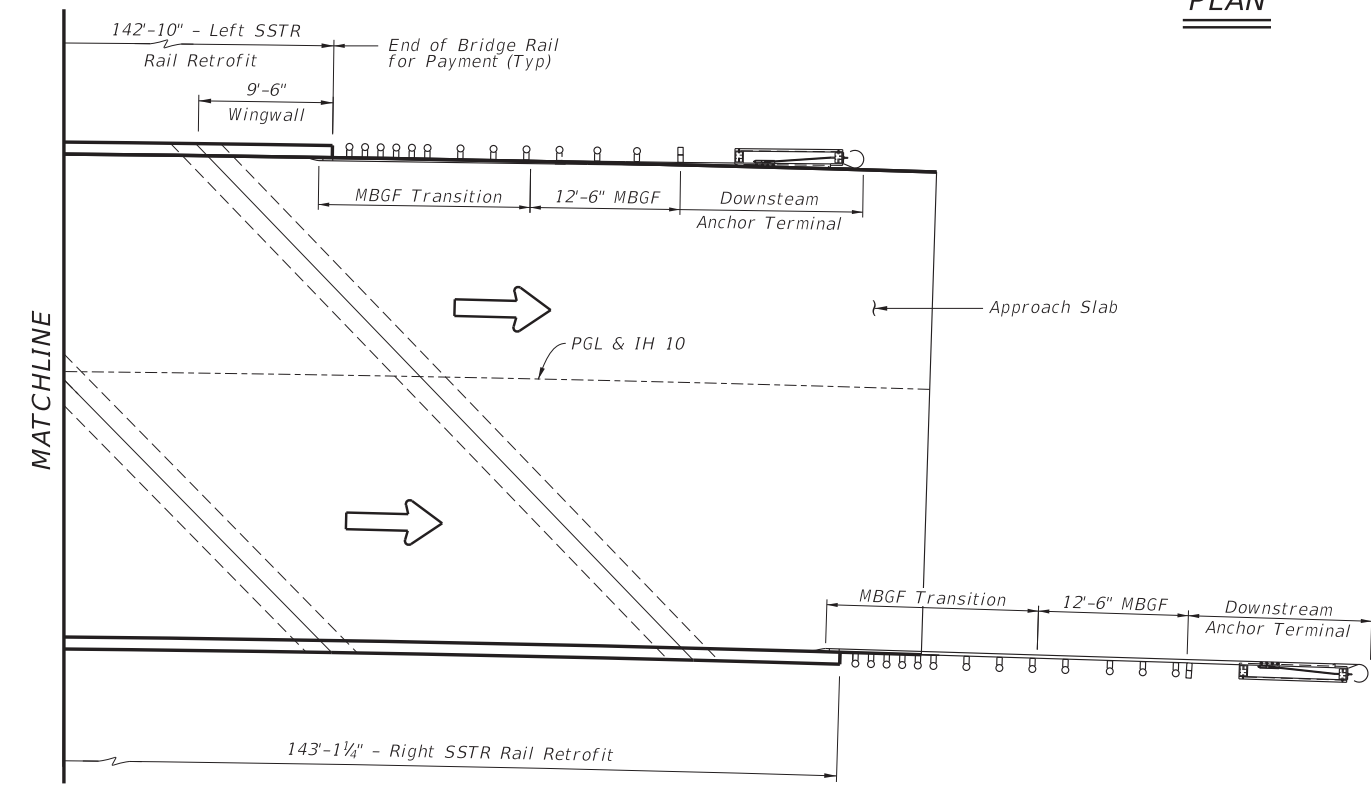 PLAN
142'-10" - Left SSTR
Rail Retrofit
End of Bridge Rail
for Payment (Typ)
9'-6"
Wingwall
MBGF Transition
12'-6" MBGF
Downsteam
Anchor Terminal
Approach Slab
PGL & IH 10
MATCHLINE
MBGF Transition
12'-6" MBGF
Downstream
Anchor Terminal
143'-1¼" - Right SSTR Rail Retrofit